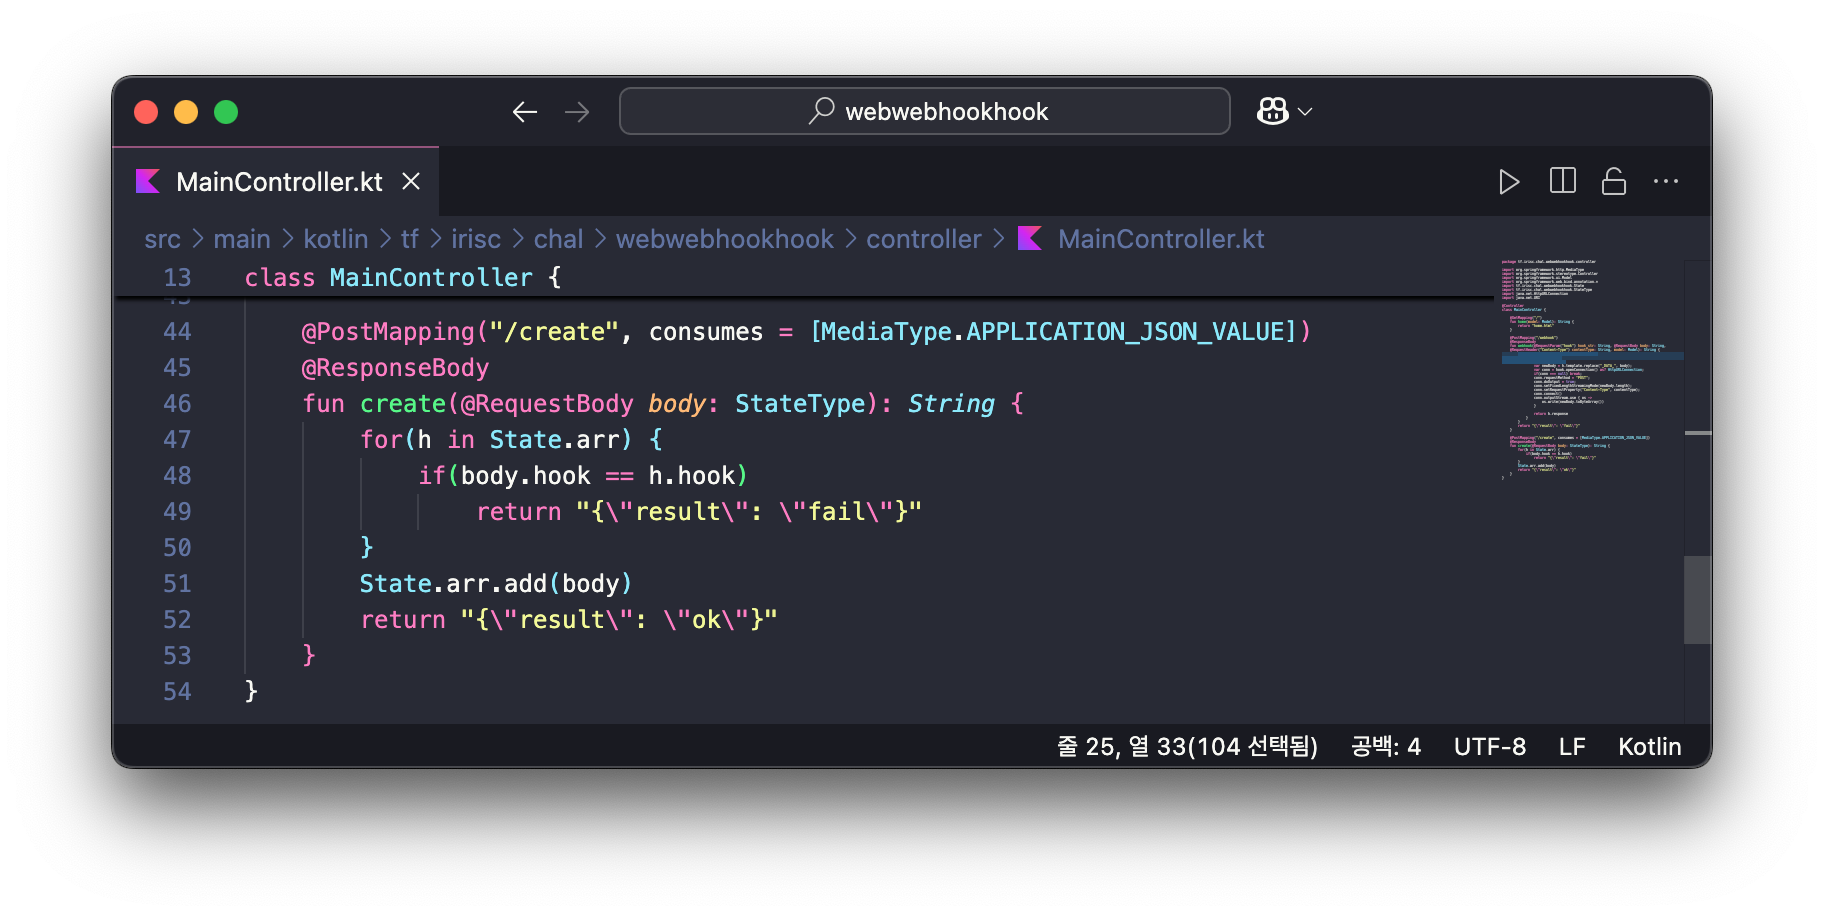 webwebhookhook
MainController.kt
src > main > kotlin > tf > irisc > chal > webwebhookhook > controller > MainController.kt
13 class MainController {
44 @PostMapping("/create", consumes = [MediaType.APPLICATION_JSON_VALUE])
45 @ResponseBody
46 fun create(@RequestBody body: StateType): String {
47 for(h in State.arr) {
48 if(body.hook == h.hook)
49 return "{\"result\": \"fail\"}"
50 }
51 State.arr.add(body)
52 return "{\"result\": \"ok\"}"
53 }
54 }
줄 25, 열 33(104 선택됨) 공백: 4 UTF-8 LF Kotlin